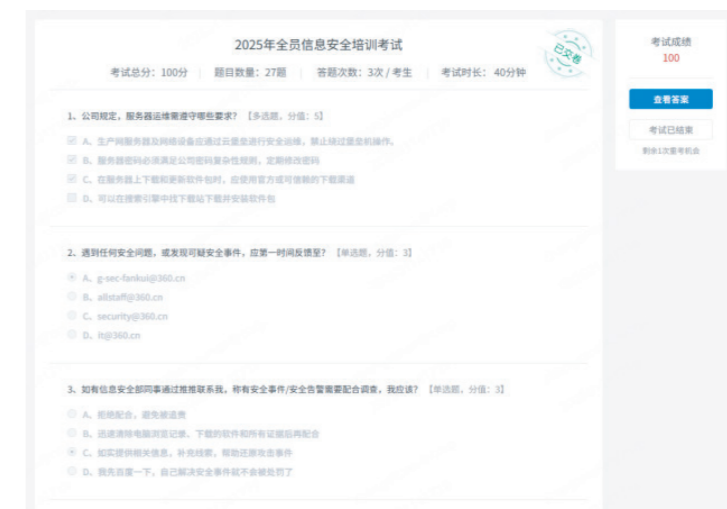 2025年全员信息安全培训考试
已交卷
考试总分：100分 | 题目数量：27题 | 答题次数：3次 / 考生 | 考试时长： 40分钟
1、公司规定，服务器运维需遵守哪些要求？【多选题，分值：5】
A、生产网服务器及网络设备应通过云堡垒进行安全运维，禁止绕过堡垒机操作。
B、服务器密码必须满足公司密码复杂性规则，定期修改密码
C、在服务器上下载和更新软件包时，应使用官方或可信赖的下载渠道
D、可以在搜索引擎中找下载站下载并安装软件包
2、遇到任何安全问题，或发现可疑安全事件，应第一时间反馈至？【单选题，分值：3】
A、g-sec-fankui@360.cn
B、allstaff@360.cn
C、security@360.cn
D、it@360.cn
3、如有信息安全部同事通过推推联系我，称有安全事件/安全告警需要配合调查，我应该？【单选题，分值：3】
A、拒绝配合，避免被追责
B、迅速清除电脑浏览记录、下载的软件和所有证据后再配合
C、如实提供相关信息，补充线索，帮助还原攻击事件
D、我先百度一下，自己解决安全事件就不会被处罚了
考试成绩
100
查看答案
考试已结束
剩余1次重考机会